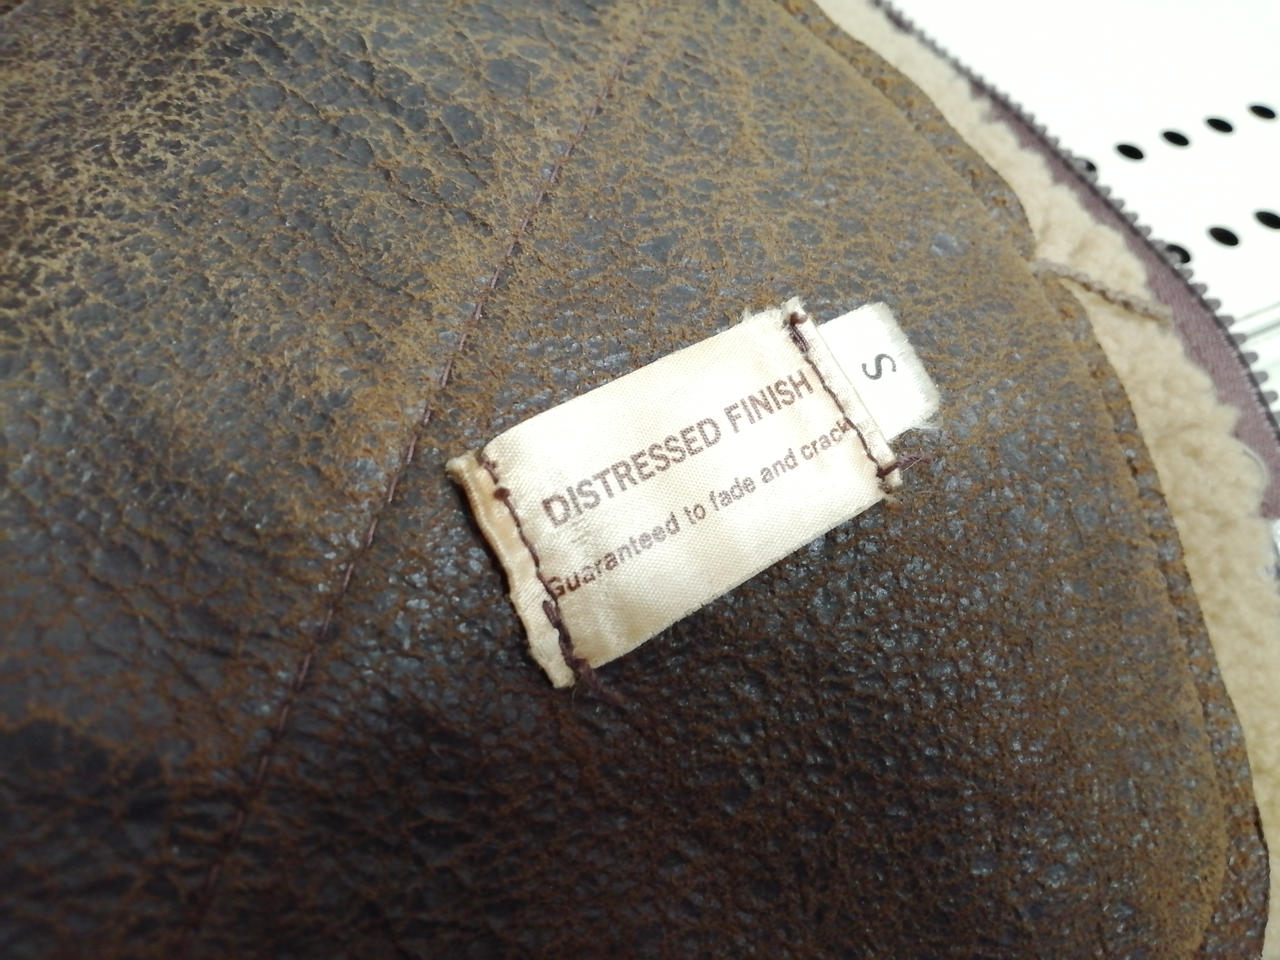 DISTRESSED FINISH
Guaranteed to fade and crack
S